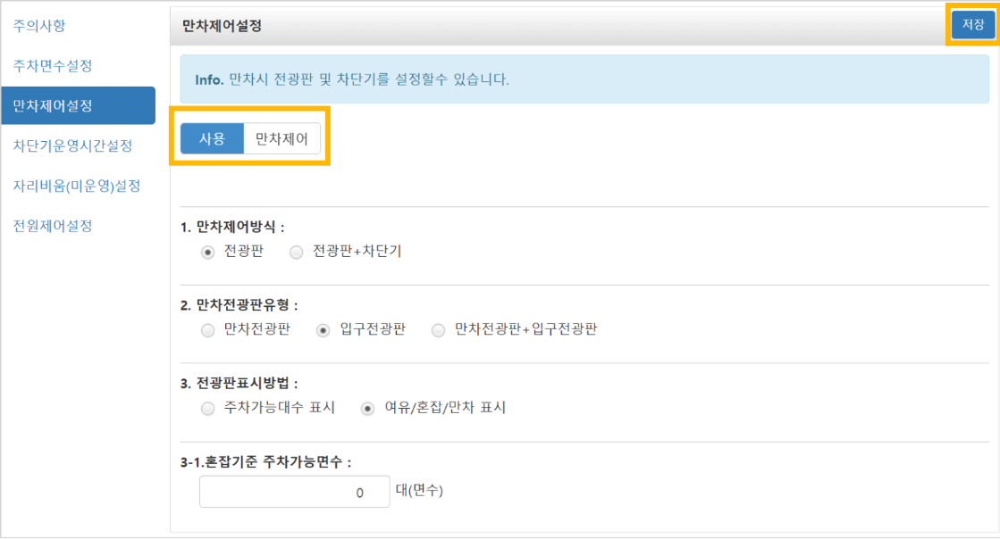 주의사항
주차면수설정
만차제어설정
차단기운영시간설정
자리비움(미운영)설정
전원제어설정
만차제어설정
저장
Info. 만차시 전광판 및 차단기를 설정할수 있습니다.
사용 만차제어
1. 만차제어방식 :
전광판 전광판+차단기
2. 만차전광판유형 :
만차전광판 입구전광판 만차전광판+입구전광판
3. 전광판표시방법 :
주차가능대수 표시 여유/혼잡/만차 표시
3-1.혼잡기준 주차가능면수 :
0 대(면수)